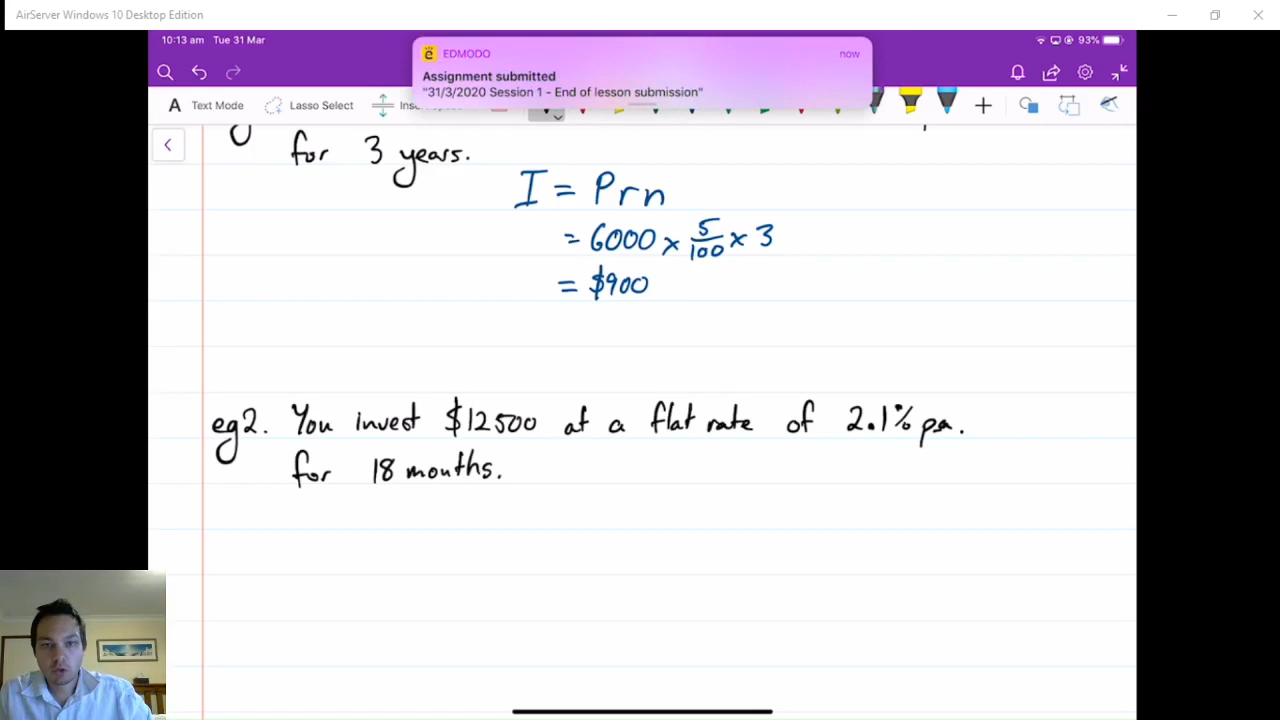 AirServer Windows 10 Desktop Edition
10:13 am Tue 31 Mar
93%
EDMODO
now
Assignment submitted
"31/3/2020 Session 1 - End of lesson submission"
A Text Mode
Lasso Select
for 3 years.
I = Prn
= 6000 × 5/100 × 3
= $900
eg2. You invest $12500 at a flat rate of 2.1% pa.
for 18 months.